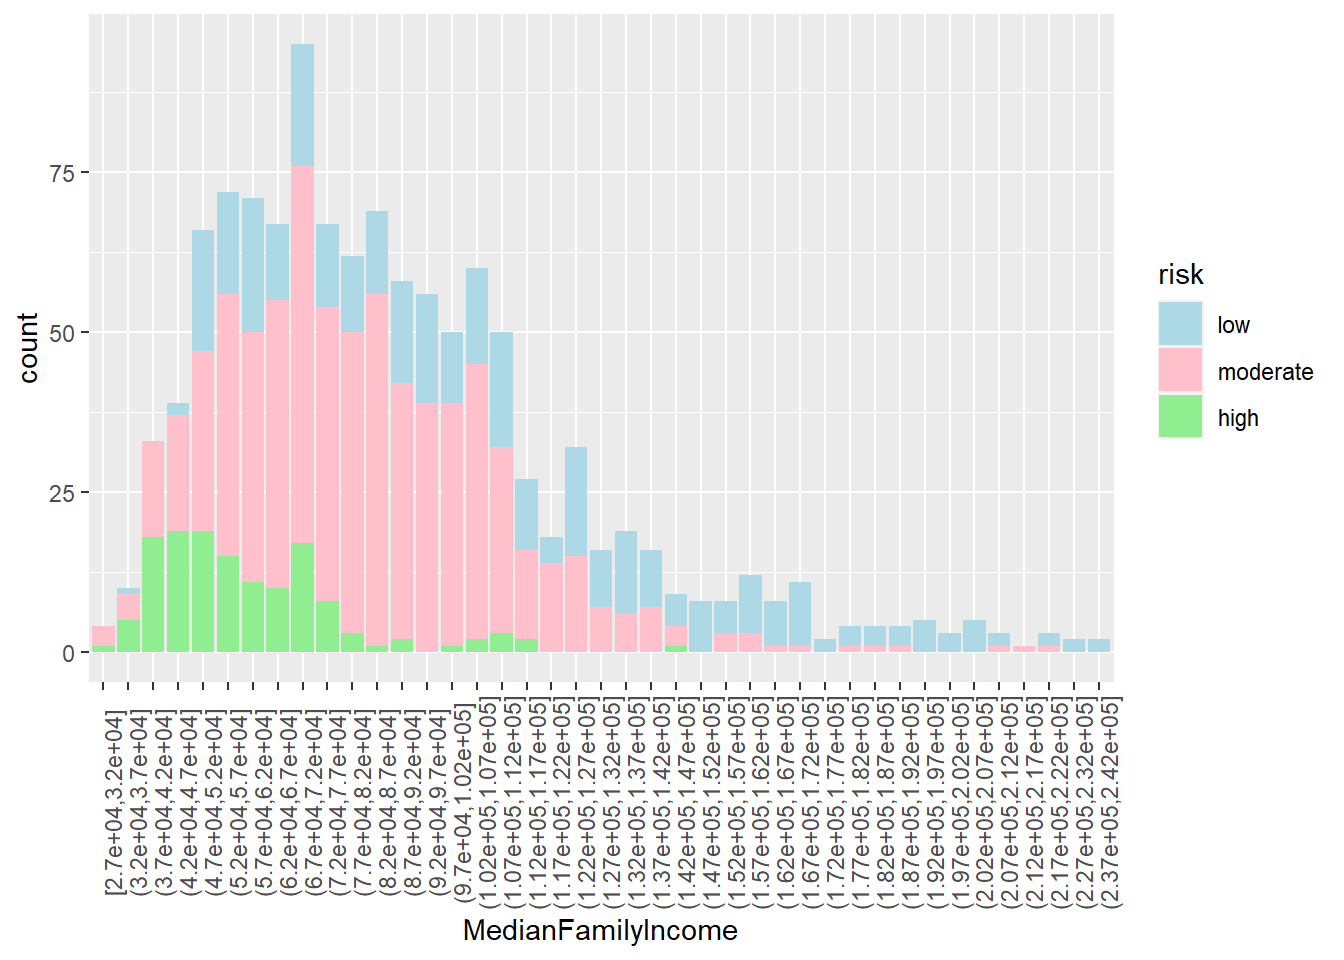 75
50
25
0
count
[2.7e+04,3.2e+04]
(3.2e+04,3.7e+04]
(3.7e+04,4.2e+04]
(4.2e+04,4.7e+04]
(4.7e+04,5.2e+04]
(5.2e+04,5.7e+04]
(5.7e+04,6.2e+04]
(6.2e+04,6.7e+04]
(6.7e+04,7.2e+04]
(7.2e+04,7.7e+04]
(7.7e+04,8.2e+04]
(8.2e+04,8.7e+04]
(8.7e+04,9.2e+04]
(9.2e+04,9.7e+04]
(9.7e+04,1.02e+05]
(1.02e+05,1.07e+05]
(1.07e+05,1.12e+05]
(1.12e+05,1.17e+05]
(1.17e+05,1.22e+05]
(1.22e+05,1.27e+05]
(1.27e+05,1.32e+05]
(1.32e+05,1.37e+05]
(1.37e+05,1.42e+05]
(1.42e+05,1.47e+05]
(1.47e+05,1.52e+05]
(1.52e+05,1.57e+05]
(1.57e+05,1.62e+05]
(1.62e+05,1.67e+05]
(1.67e+05,1.72e+05]
(1.72e+05,1.77e+05]
(1.77e+05,1.82e+05]
(1.82e+05,1.87e+05]
(1.87e+05,1.92e+05]
(1.92e+05,1.97e+05]
(1.97e+05,2.02e+05]
(2.02e+05,2.07e+05]
(2.07e+05,2.12e+05]
(2.12e+05,2.17e+05]
(2.17e+05,2.22e+05]
(2.27e+05,2.32e+05]
(2.37e+05,2.42e+05]
MedianFamilyIncome
risk
low
moderate
high